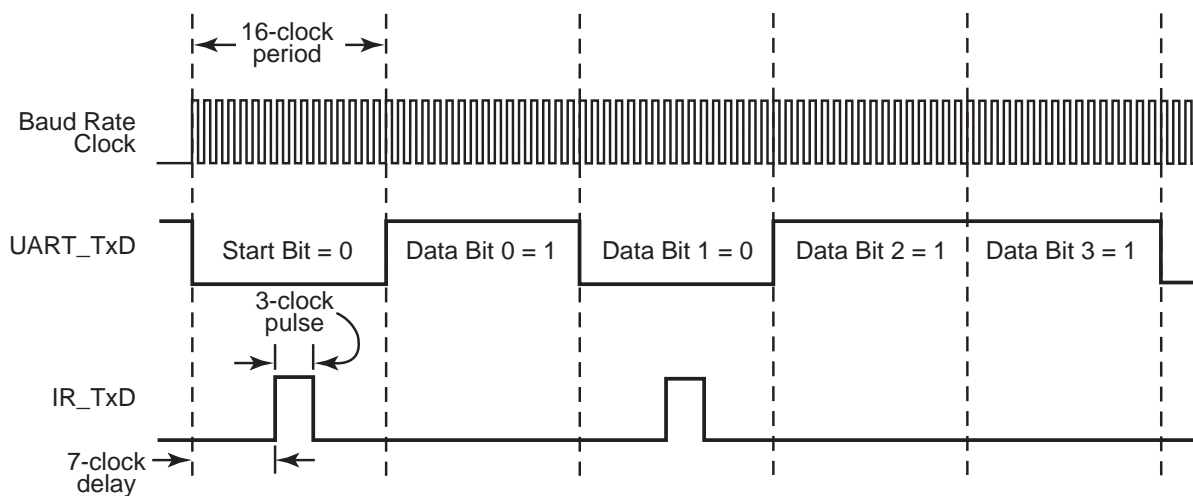 16-clock
period
Baud Rate
Clock
UART_TxD
Start Bit = 0
Data Bit 0 = 1
Data Bit 1 = 0
Data Bit 2 = 1
Data Bit 3 = 1
3-clock
pulse
IR_TxD
7-clock
delay